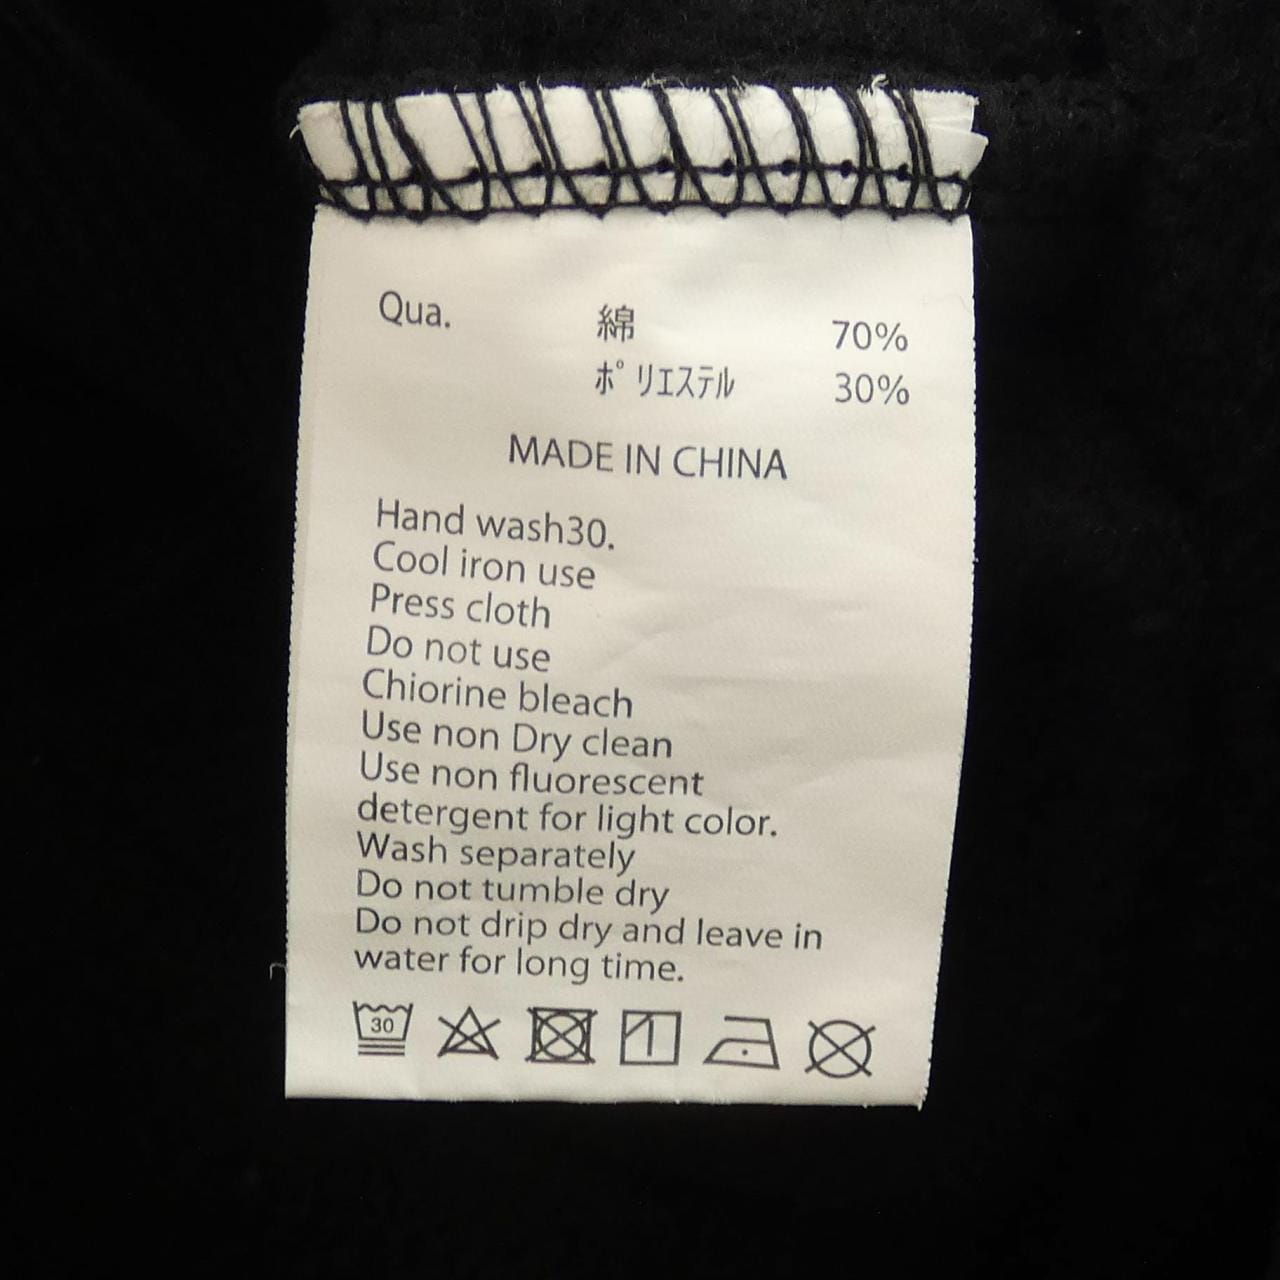 Qua. 綿 70%
ﾎﾟﾘｴｽﾃﾙ 30%
MADE IN CHINA
Hand wash30.
Cool iron use
Press cloth
Do not use
Chiorine bleach
Use non Dry clean
Use non fluorescent
detergent for light color.
Wash separately
Do not tumble dry
Do not drip dry and leave in
water for long time.
30